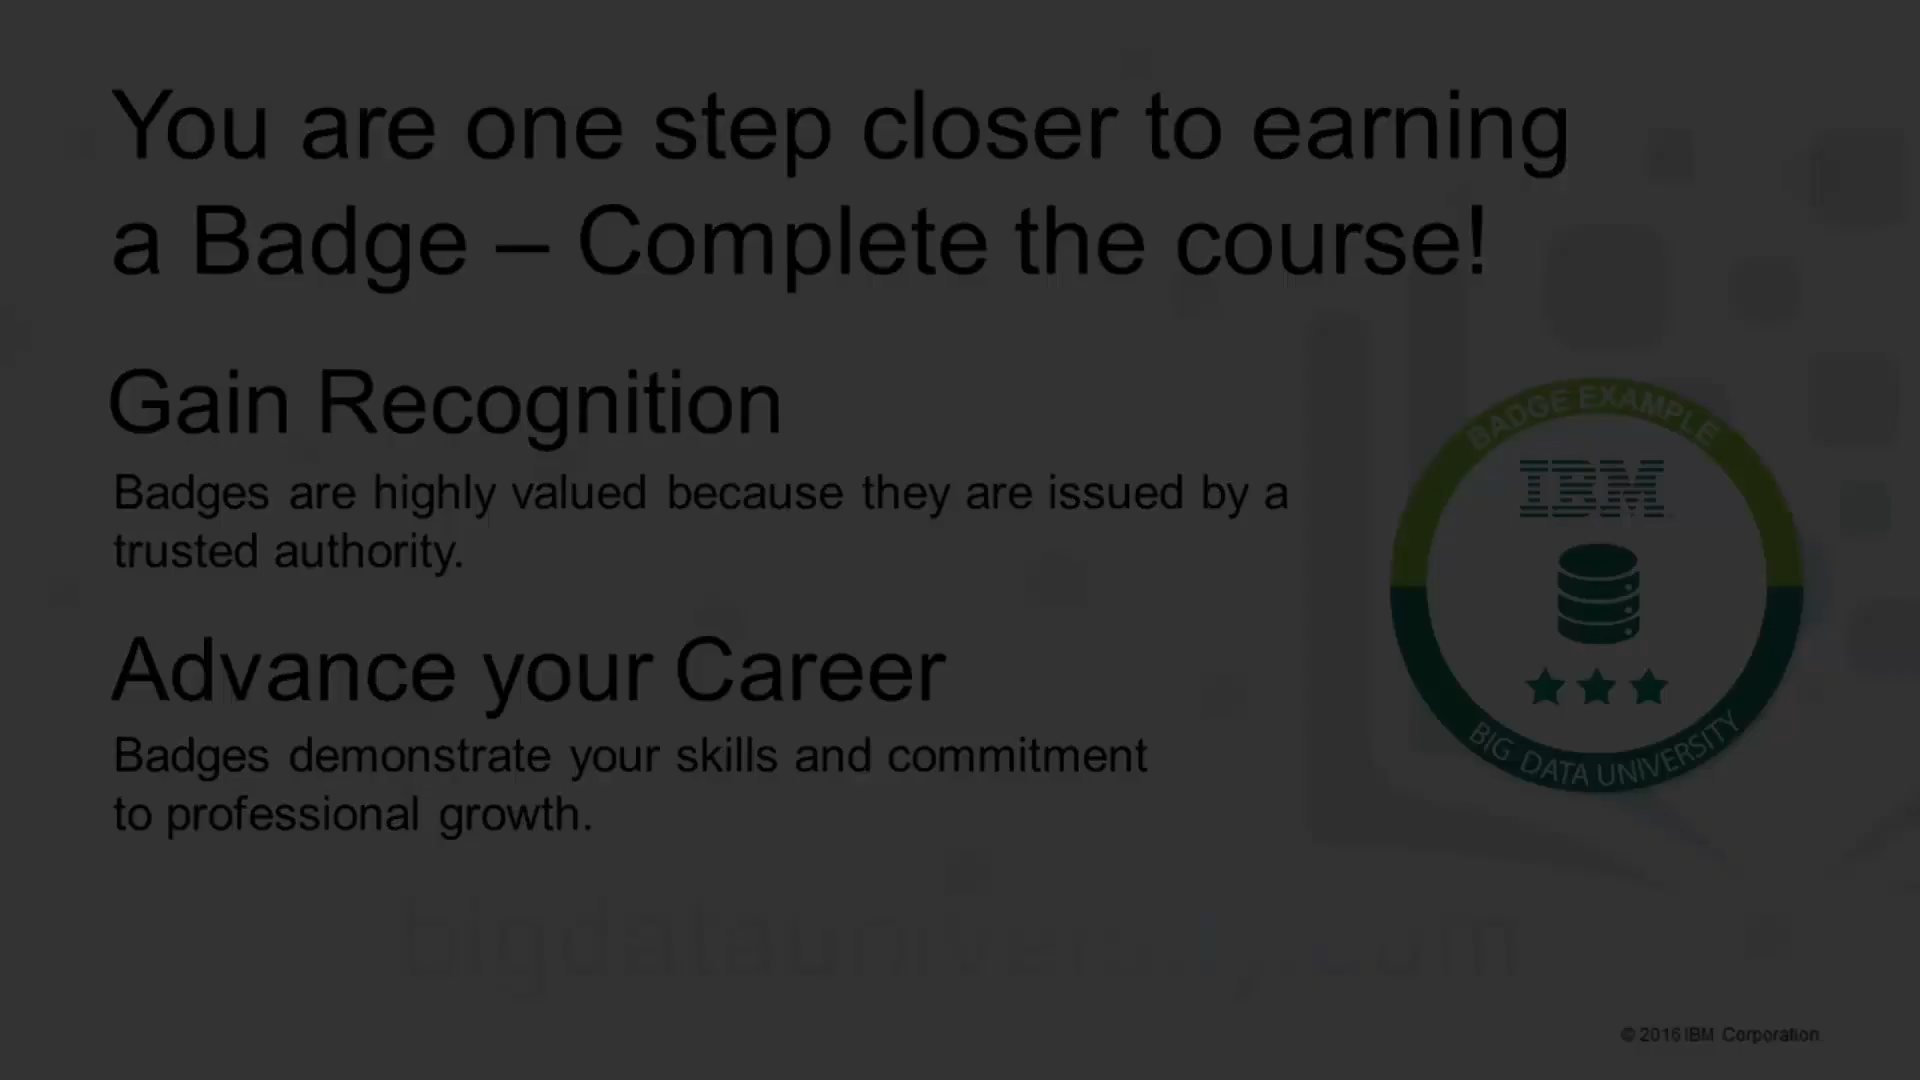 You are one step closer to earning
a Badge – Complete the course!
Gain Recognition
Badges are highly valued because they are issued by a
trusted authority.
Advance your Career
Badges demonstrate your skills and commitment
to professional growth.
BADGE EXAMPLE
IBM
BIG DATA UNIVERSITY
bigdatauniversity.com
© 2016 IBM Corporation